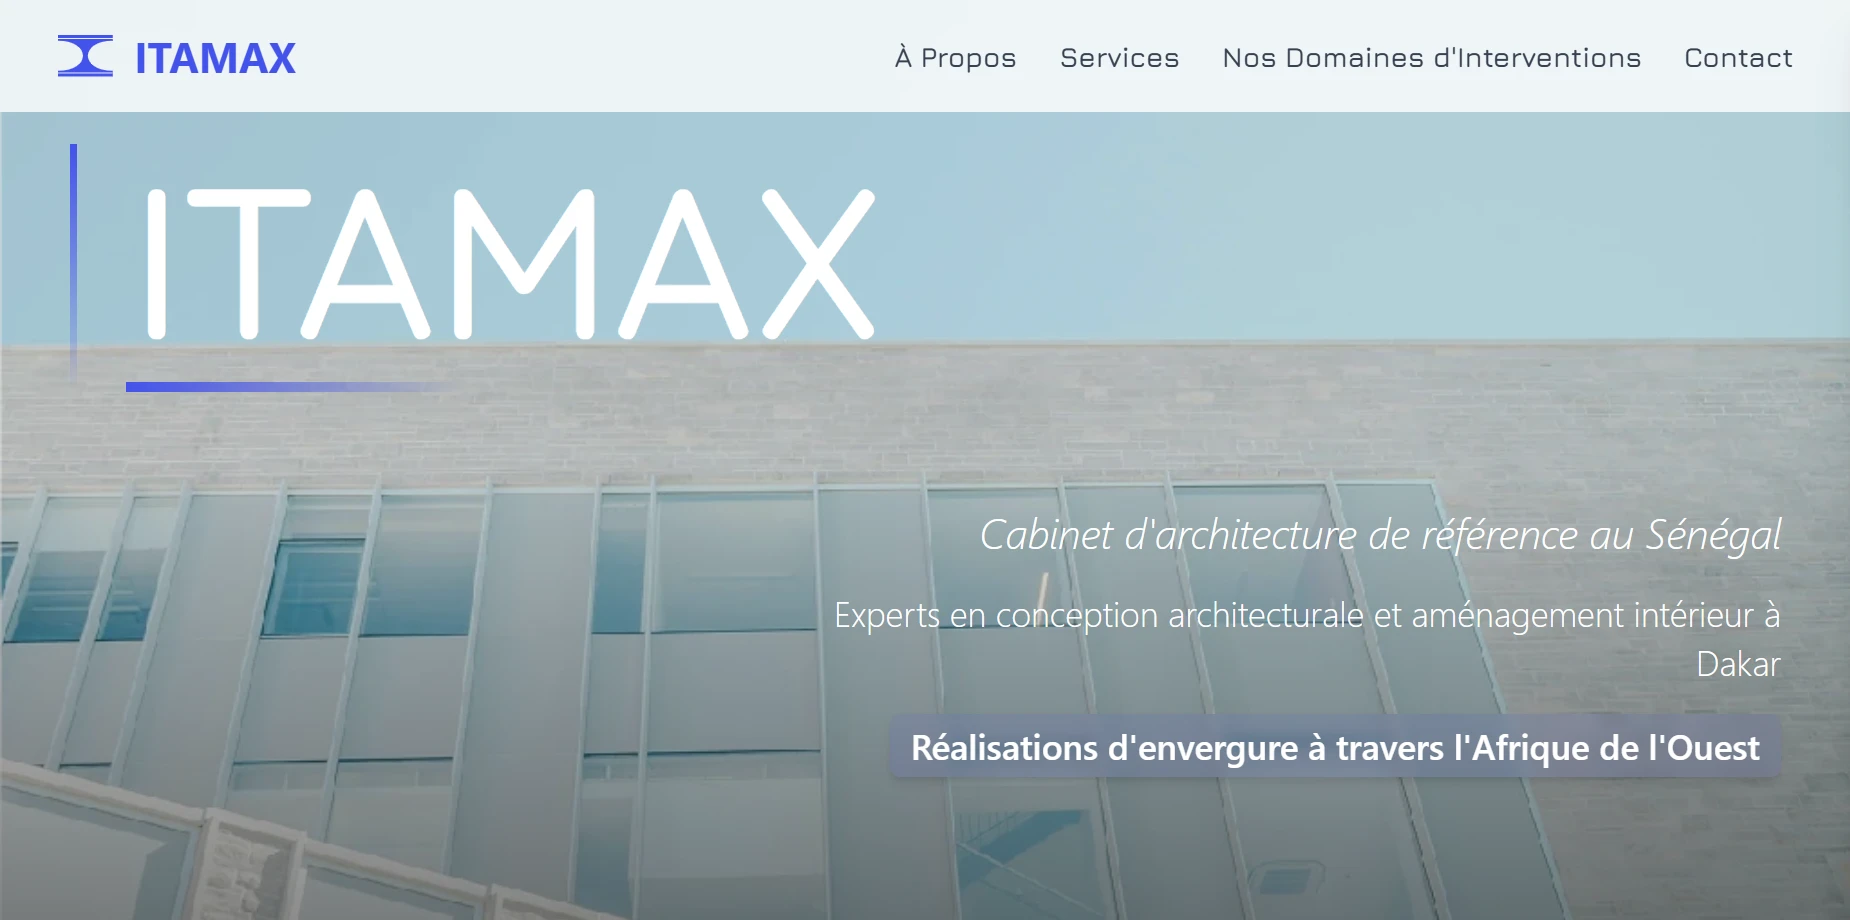 ITAMAX
À Propos Services Nos Domaines d'Interventions Contact
ITAMAX
Cabinet d'architecture de référence au Sénégal
Experts en conception architecturale et aménagement intérieur à
Dakar
Réalisations d'envergure à travers l'Afrique de l'Ouest